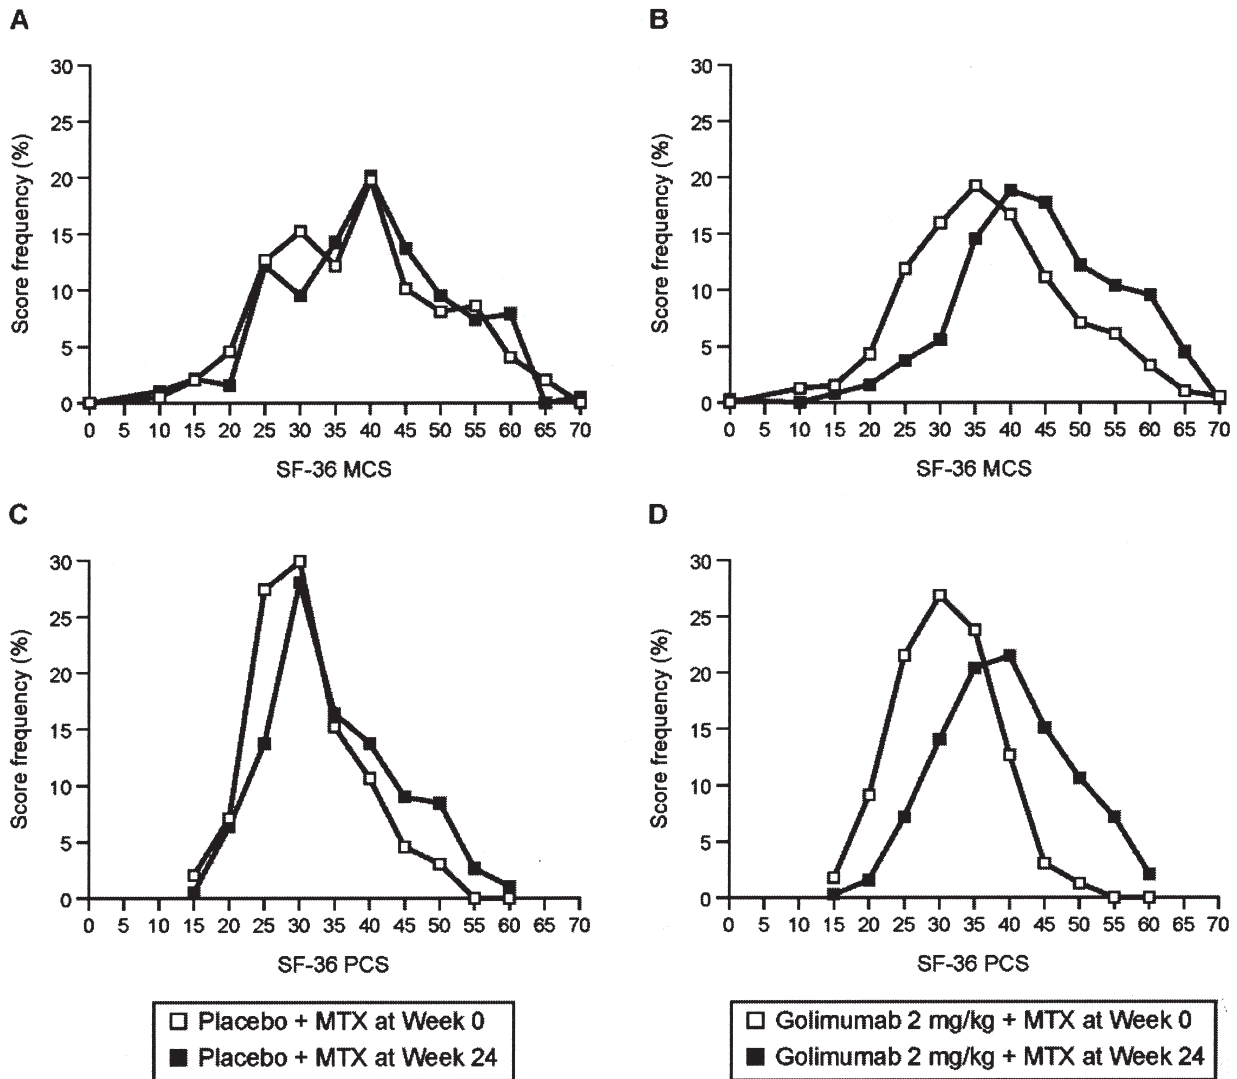 A
30
25
20
15
10
5
0
Score frequency (%)
0 5 10 15 20 25 30 35 40 45 50 55 60 65 70
SF-36 MCS
B
30
25
20
15
10
5
0
Score frequency (%)
0 5 10 15 20 25 30 35 40 45 50 55 60 65 70
SF-36 MCS
C
30
25
20
15
10
5
0
Score frequency (%)
0 5 10 15 20 25 30 35 40 45 50 55 60 65 70
SF-36 PCS
D
30
25
20
15
10
5
0
Score frequency (%)
0 5 10 15 20 25 30 35 40 45 50 55 60 65 70
SF-36 PCS
Placebo + MTX at Week 0
Placebo + MTX at Week 24
Golimumab 2 mg/kg + MTX at Week 0
Golimumab 2 mg/kg + MTX at Week 24